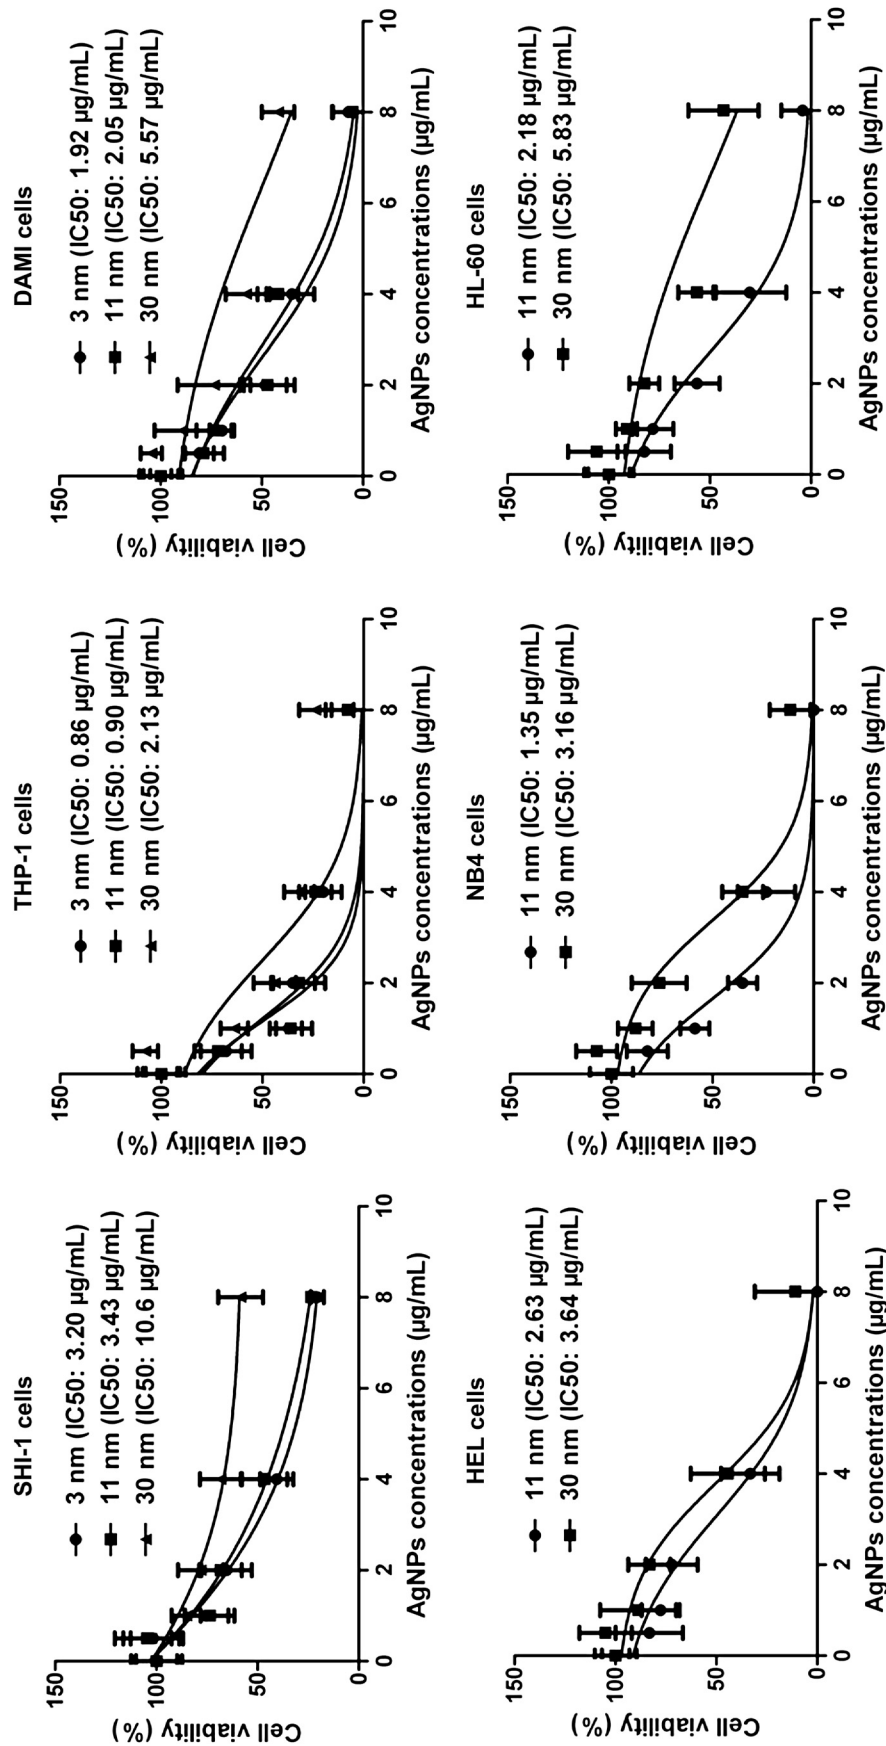 SHI-1 cells
3 nm (IC50: 3.20 µg/mL)
11 nm (IC50: 3.43 µg/mL)
30 nm (IC50: 10.6 µg/mL)
Cell viability (%)
150
100
50
0
0 2 4 6 8 10
AgNPs concentrations (µg/mL)
THP-1 cells
3 nm (IC50: 0.86 µg/mL)
11 nm (IC50: 0.90 µg/mL)
30 nm (IC50: 2.13 µg/mL)
Cell viability (%)
150
100
50
0
0 2 4 6 8 10
AgNPs concentrations (µg/mL)
DAMI cells
3 nm (IC50: 1.92 µg/mL)
11 nm (IC50: 2.05 µg/mL)
30 nm (IC50: 5.57 µg/mL)
Cell viability (%)
150
100
50
0
0 2 4 6 8 10
AgNPs concentrations (µg/mL)
HEL cells
11 nm (IC50: 2.63 µg/mL)
30 nm (IC50: 3.64 µg/mL)
Cell viability (%)
150
100
50
0
0 2 4 6 8 10
AgNPs concentrations (µg/mL)
NB4 cells
11 nm (IC50: 1.35 µg/mL)
30 nm (IC50: 3.16 µg/mL)
Cell viability (%)
150
100
50
0
0 2 4 6 8 10
AgNPs concentrations (µg/mL)
HL-60 cells
11 nm (IC50: 2.18 µg/mL)
30 nm (IC50: 5.83 µg/mL)
Cell viability (%)
150
100
50
0
0 2 4 6 8 10
AgNPs concentrations (µg/mL)